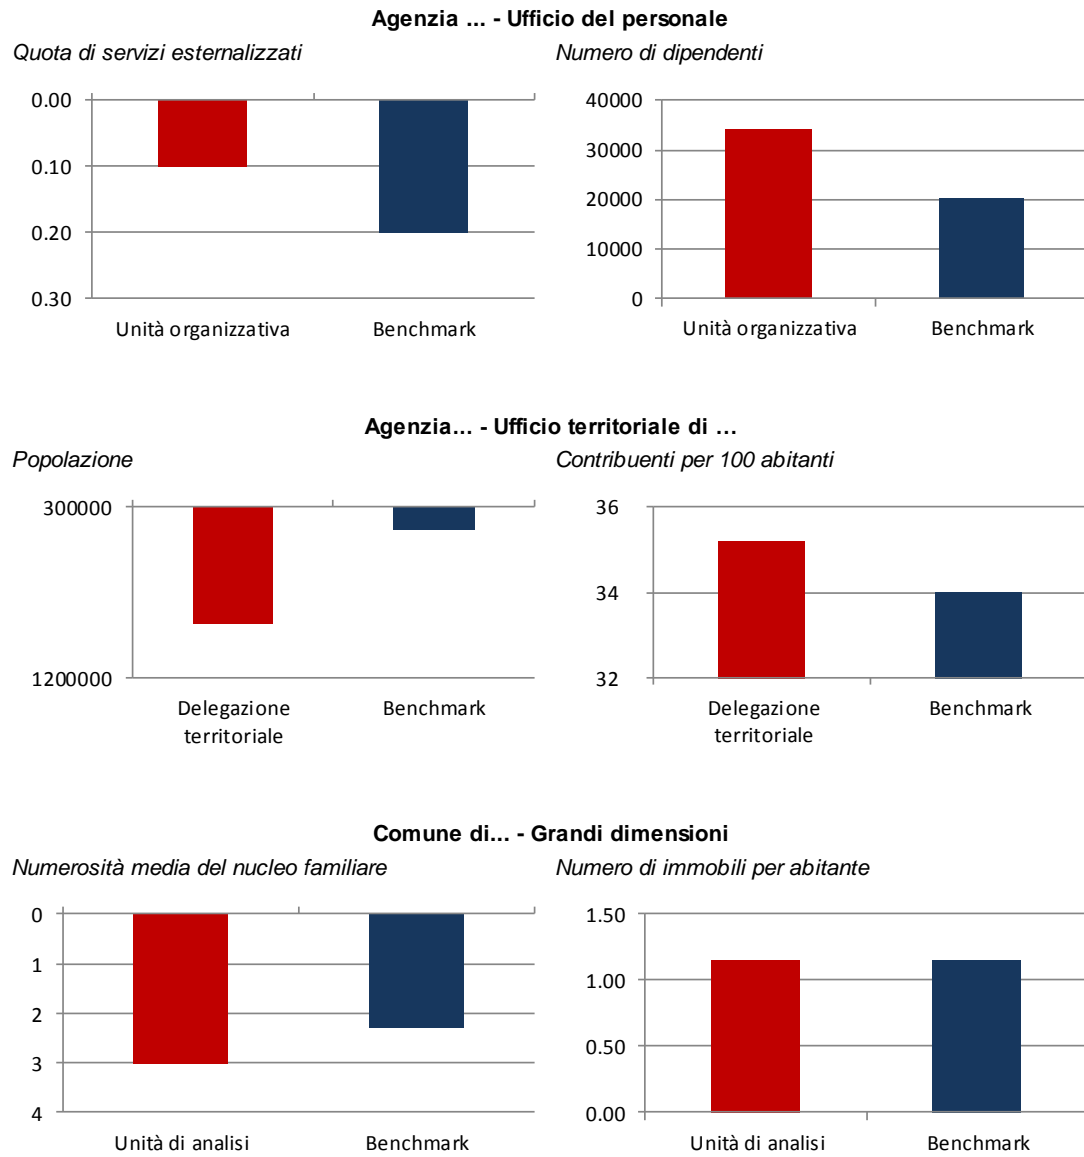 Agenzia ... - Ufficio del personale
Quota di servizi esternalizzati
Numero di dipendenti
0.00
0.10
0.20
0.30
Unità organizzativa
Benchmark
40000
30000
20000
10000
0
Unità organizzativa
Benchmark
Agenzia... - Ufficio territoriale di ...
Popolazione
Contribuenti per 100 abitanti
300000
1200000
Delegazione
territoriale
Benchmark
36
34
32
Delegazione
territoriale
Benchmark
Comune di... - Grandi dimensioni
Numerosità media del nucleo familiare
Numero di immobili per abitante
0
1
2
3
4
Unità di analisi
Benchmark
1.50
1.00
0.50
0.00
Unità di analisi
Benchmark